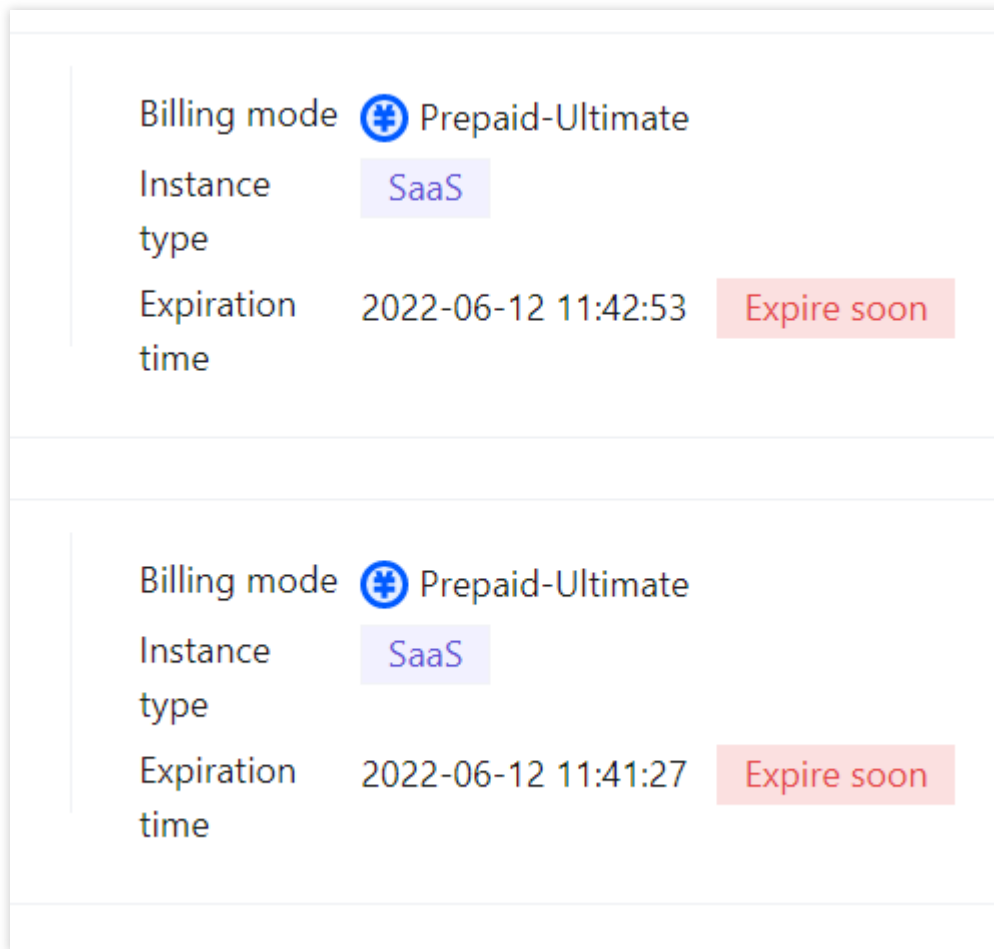 Billing mode ¥ Prepaid-Ultimate
Instance type SaaS
Expiration time 2022-06-12 11:42:53 Expire soon
Billing mode ¥ Prepaid-Ultimate
Instance type SaaS
Expiration time 2022-06-12 11:41:27 Expire soon